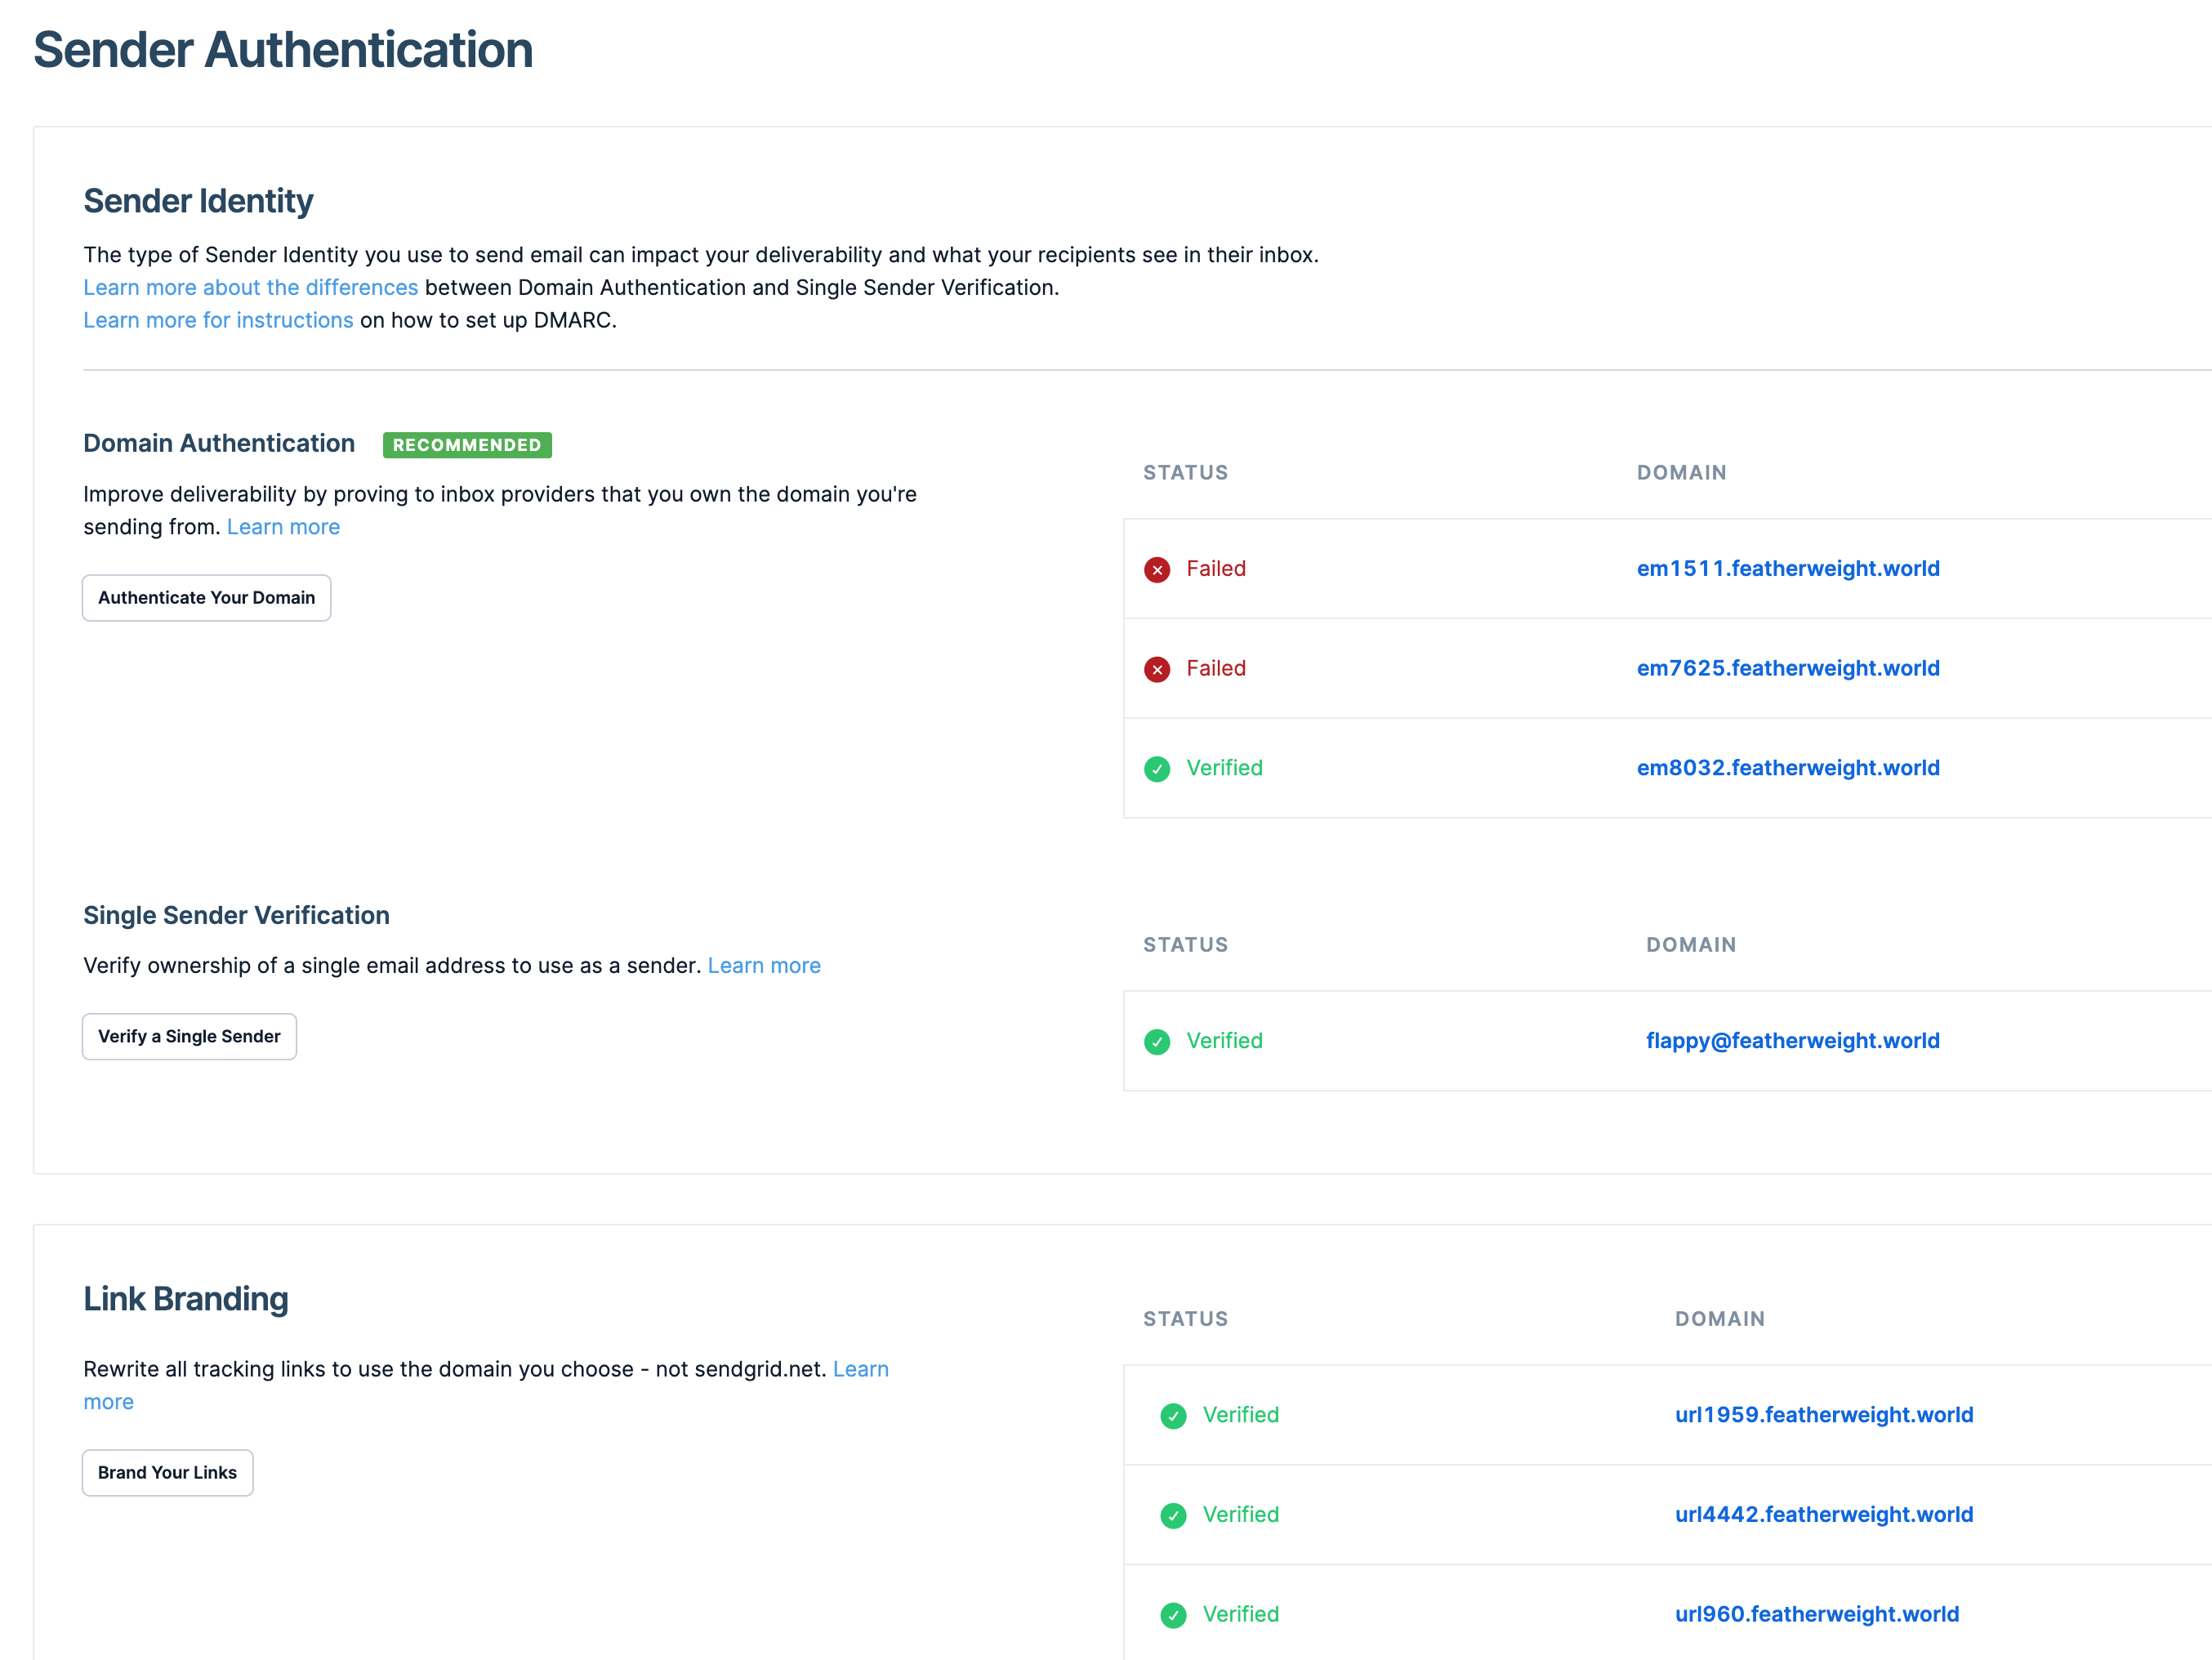 Sender Authentication
Sender Identity
The type of Sender Identity you use to send email can impact your deliverability and what your recipients see in their inbox.
Learn more about the differences between Domain Authentication and Single Sender Verification.
Learn more for instructions on how to set up DMARC.
Domain Authentication RECOMMENDED
Improve deliverability by proving to inbox providers that you own the domain you're
sending from. Learn more
Authenticate Your Domain
STATUS DOMAIN
Failed em1511.featherweight.world
Failed em7625.featherweight.world
Verified em8032.featherweight.world
Single Sender Verification
Verify ownership of a single email address to use as a sender. Learn more
Verify a Single Sender
STATUS DOMAIN
Verified flappy@featherweight.world
Link Branding
Rewrite all tracking links to use the domain you choose - not sendgrid.net. Learn
more
Brand Your Links
STATUS DOMAIN
Verified url1959.featherweight.world
Verified url4442.featherweight.world
Verified url960.featherweight.world